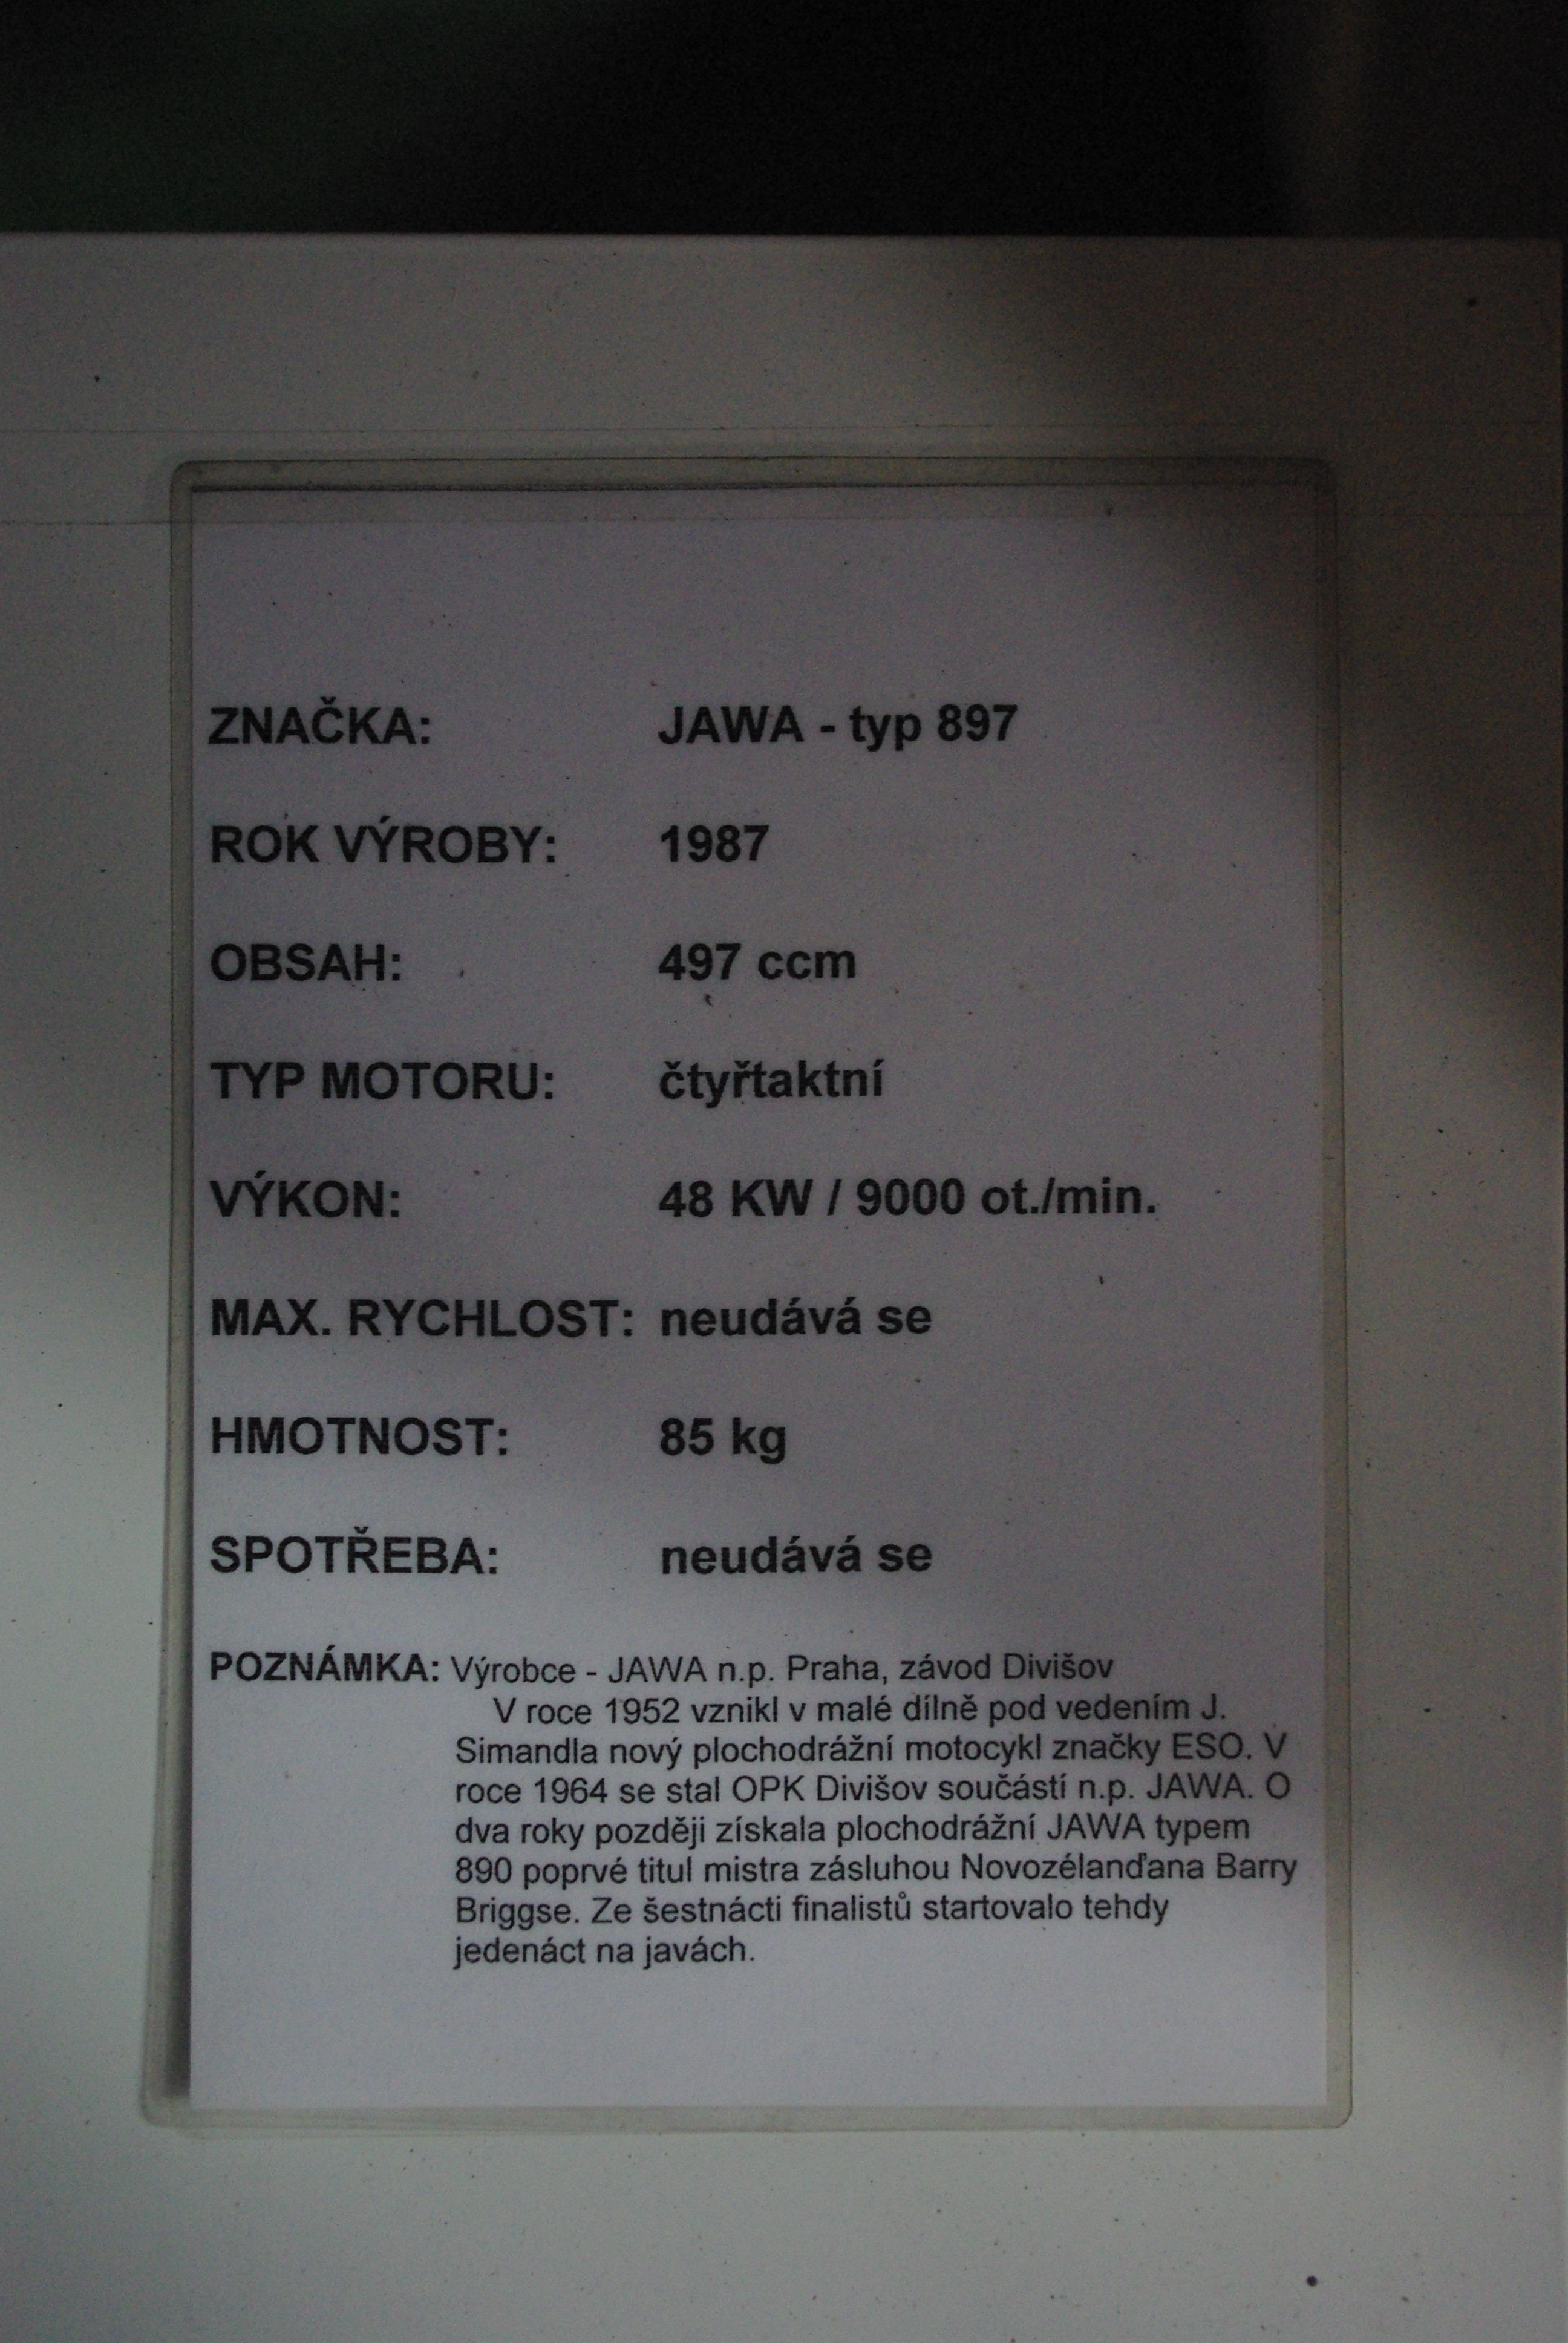 ZNAČKA: JAWA - typ 897
ROK VÝROBY: 1987
OBSAH: 497 ccm
TYP MOTORU: čtyřtaktní
VÝKON: 48 KW / 9000 ot./min.
MAX. RYCHLOST: neudává se
HMOTNOST: 85 kg
SPOTŘEBA: neudává se
POZNÁMKA: Výrobce - JAWA n.p. Praha, závod Divišov
V roce 1952 vznikl v malé dílně pod vedením J.
Simandla nový plochodrážní motocykl značky ESO. V
roce 1964 se stal OPK Divišov součástí n.p. JAWA. O
dva roky později získala plochodrážní JAWA typem
890 poprvé titul mistra zásluhou Novozélanďana Barry
Briggse. Ze šestnácti finalistů startovalo tehdy
jedenáct na javách.